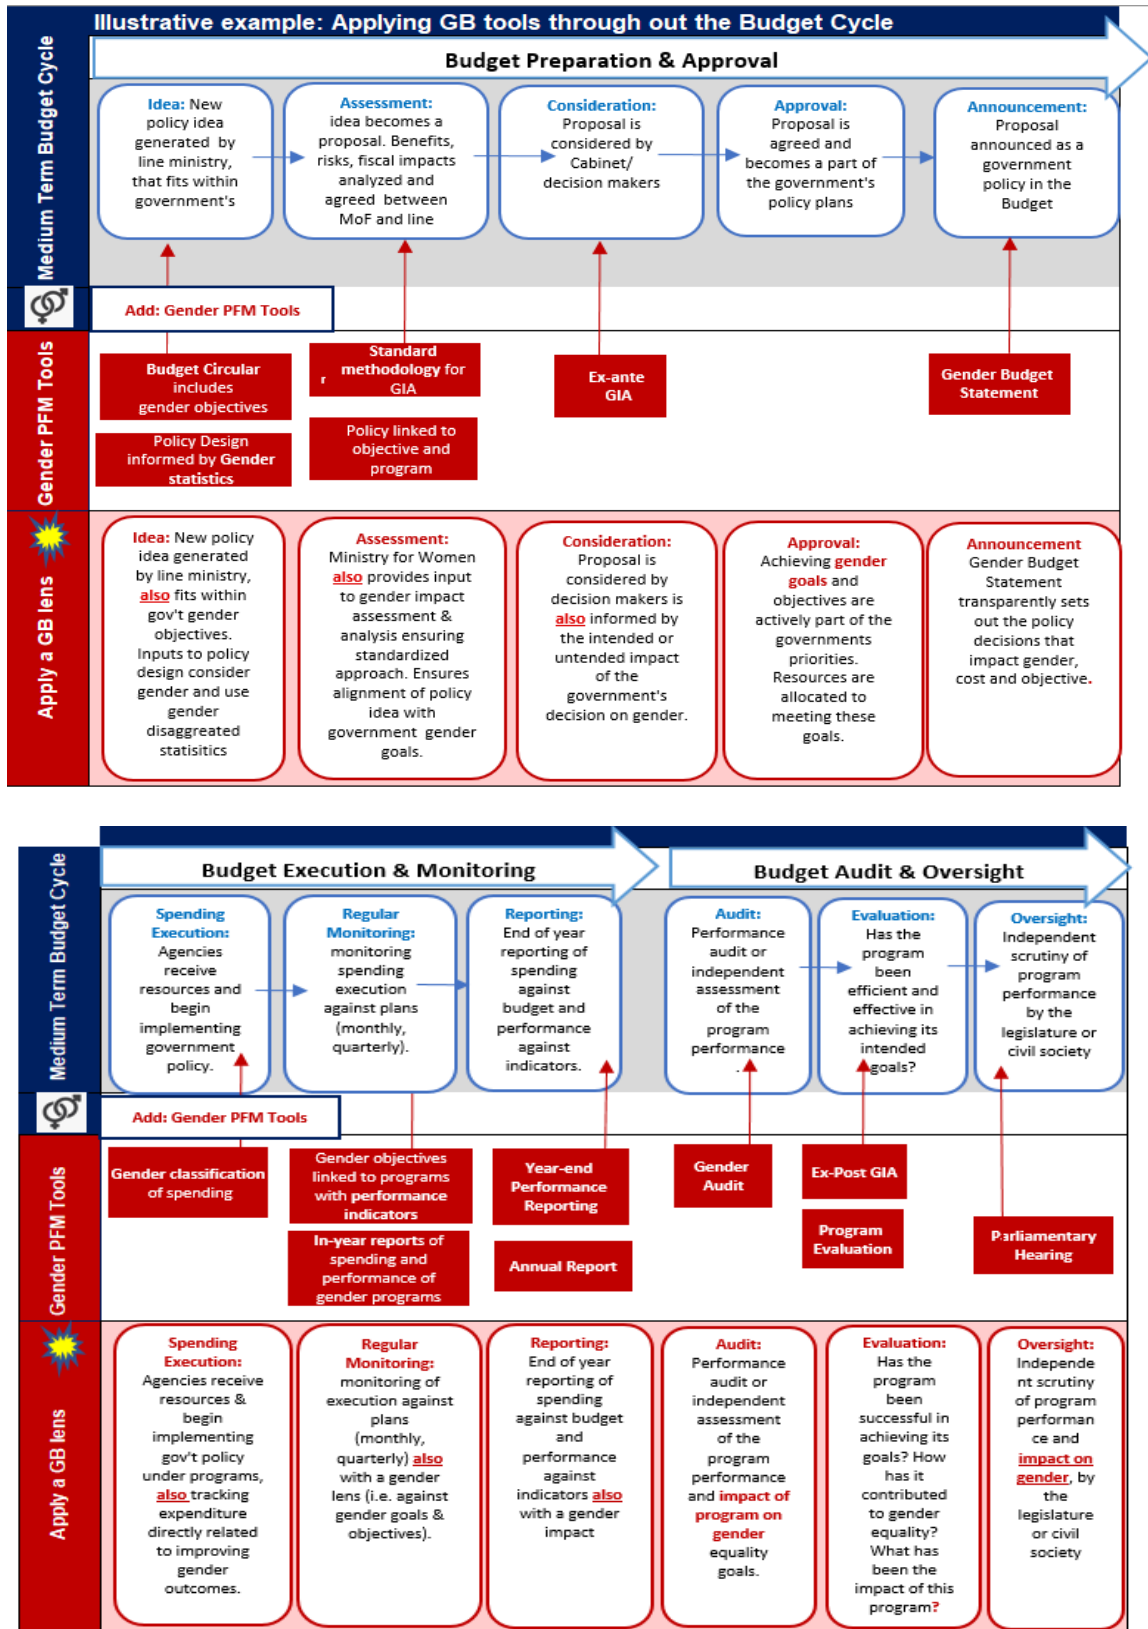 Illustrative example: Applying GB tools through out the Budget Cycle
Medium Term Budget Cycle
Budget Preparation & Approval
Idea: New
policy idea
generated by
line ministry,
that fits within
government's
Assessment:
idea becomes a
proposal. Benefits,
risks, fiscal impacts
analyzed and
agreed between
MoF and line
Consideration:
Proposal is
considered by
Cabinet/
decision makers
Approval:
Proposal is
agreed and
becomes a part of
the government's
policy plans
Announcement:
Proposal
announced as a
government
policy in the
Budget
Add: Gender PFM Tools
Gender PFM Tools
Budget Circular
includes
gender objectives
Policy Design
informed by Gender
statistics
Standard
r methodology for
GIA
Policy linked to
objective and
program
Ex-ante
GIA
Gender Budget
Statement
Apply a GB lens
Idea: New policy
idea generated
by line ministry,
also fits within
gov't gender
objectives.
Inputs to policy
design consider
gender and use
gender
disaggreated
statisitics
Assessment:
Ministry for Women
also provides input
to gender impact
assessment &
analysis ensuring
standardized
approach. Ensures
alignment of policy
idea with
government gender
goals.
Consideration:
Proposal is
considered by
decision makers is
also informed by
the intended or
untended impact
of the
government's
decision on gender.
Approval:
Achieving gender
goals and
objectives are
actively part of the
governments
priorities.
Resources are
allocated to
meeting these
goals.
Announcement
Gender Budget
Statement
transparently sets
out the policy
decisions that
impact gender,
cost and objective.
Medium Term Budget Cycle
Budget Execution & Monitoring
Budget Audit & Oversight
Spending
Execution:
Agencies
receive
resources and
begin
implementing
government
policy.
Regular
Monitoring:
monitoring
spending
execution
against plans
(monthly,
quarterly).
Reporting:
End of year
reporting of
spending
against
budget and
performance
against
indicators.
Audit:
Performance
audit or
independent
assessment
of the
program
performance
.
Evaluation:
Has the
program
been
efficient and
effective in
achieving its
intended
goals?
Oversight:
Independent
scrutiny of
program
performance
by the
legislature or
civil society
Add: Gender PFM Tools
Gender PFM Tools
Gender classification
of spending
Gender objectives
linked to programs
with performance
indicators
In-year reports of
spending and
performance of
gender programs
Year-end
Performance
Reporting
Annual Report
Gender
Audit
Ex-Post GIA
Program
Evaluation
Parliamentary
Hearing
Apply a GB lens
Spending
Execution:
Agencies receive
resources &
begin
implementing
gov't policy
under programs,
also tracking
expenditure
directly related
to improving
gender
outcomes.
Regular
Monitoring:
monitoring of
execution against
plans
(monthly,
quarterly) also
with a gender
lens (i.e. against
gender goals &
objectives).
Reporting:
End of year
reporting of
spending
against budget
and
performance
against
indicators also
with a gender
impact
Audit:
Performance
audit or
independent
assessment
of the
program
performance
and impact of
program on
gender
equality
goals.
Evaluation:
Has the
program
been
successful in
achieving its
goals? How
has it
contributed
to gender
equality?
What has
been the
impact of this
program?
Oversight:
Independe
nt scrutiny
of program
performan
ce and
impact on
gender, by
the
legislature
or civil
society